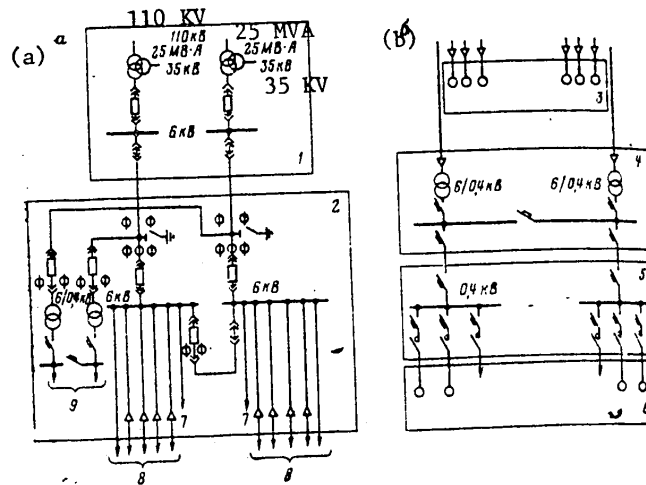 110 KV
a
110кВ
25 MVA
(a)
25МВ·А
25МВ·А
35кВ
35кВ
35 KV
6кВ
1
2
Ф Ф
Ф Ф
Ф Ф
Ф Ф
Ф Ф
Ф Ф
6/0,4кВ
6кВ
6кВ
Ф
Ф
9
7
7
8
8
(b)
б
3
4
6/0,4кВ
6/0,4кВ
5
0,4кВ
6